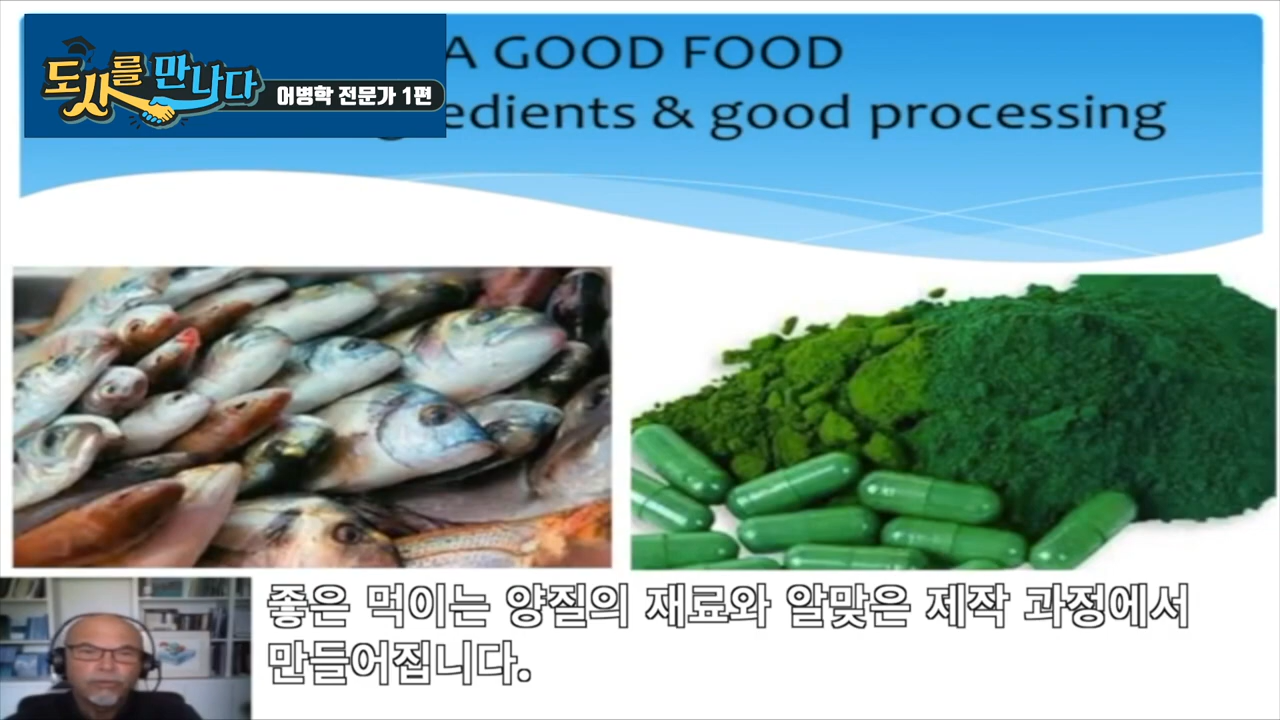 도사를 만나다
어병학 전문가 1편
A GOOD FOOD
edients & good processing
좋은 먹이는 양질의 재료와 알맞은 제작 과정에서
만들어집니다.